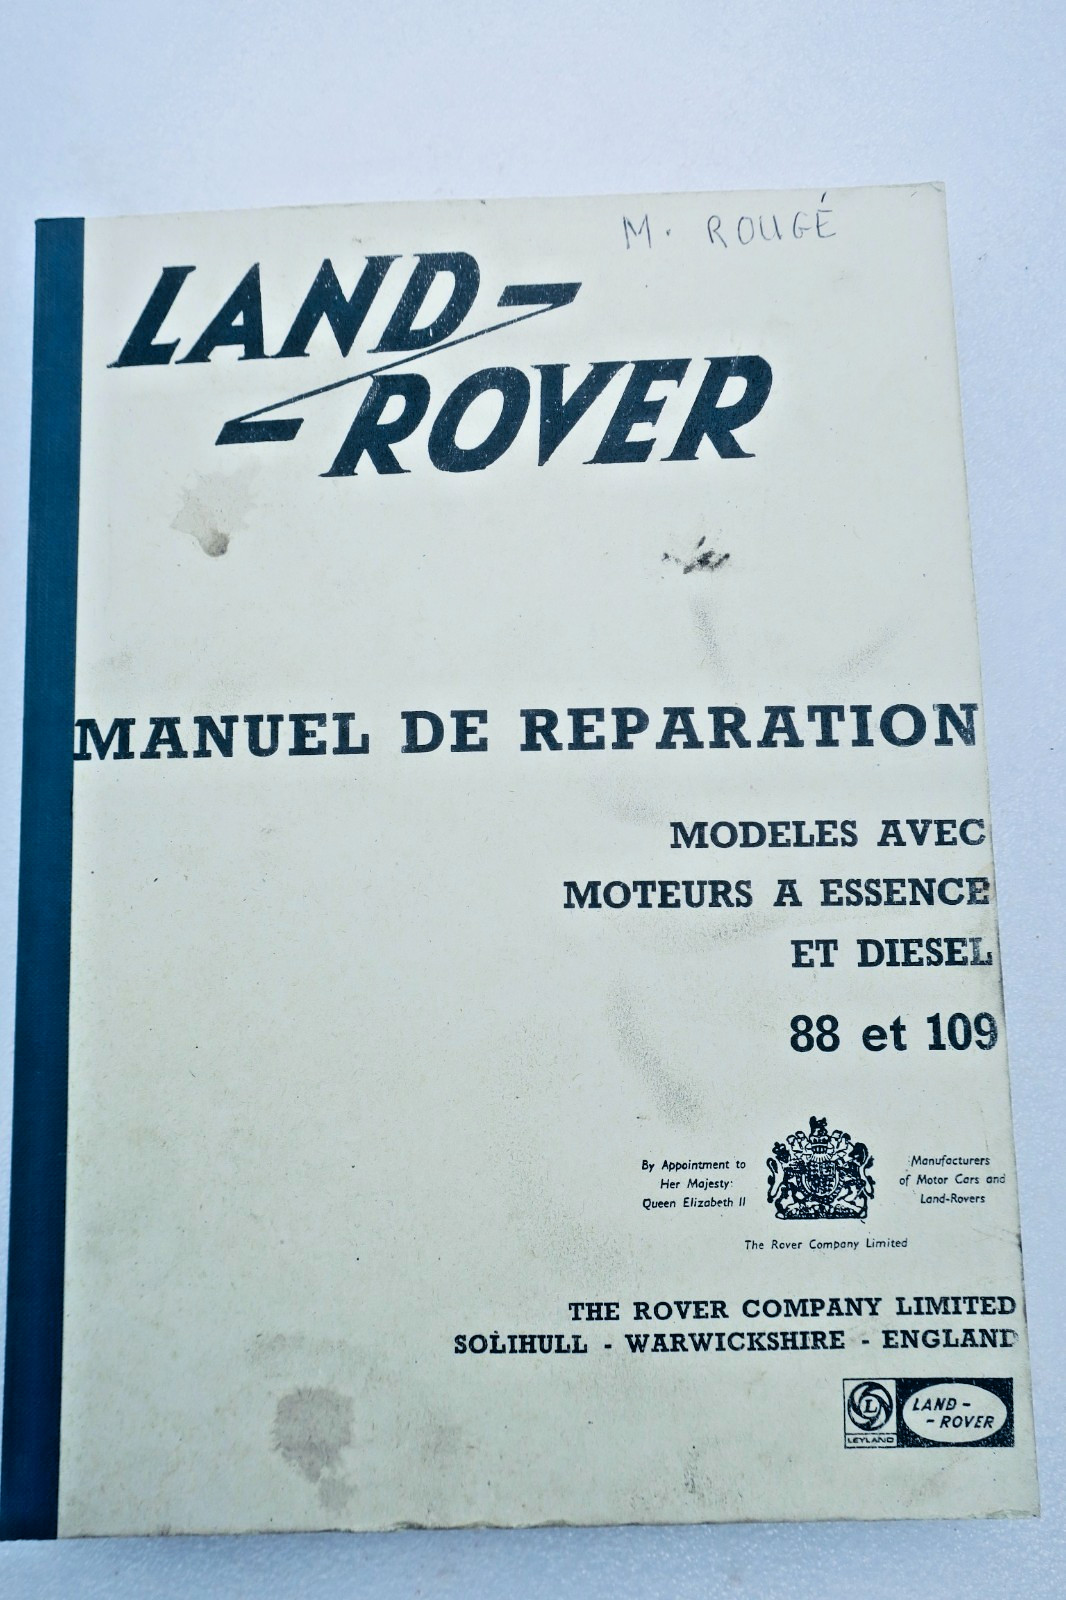 M. ROUGÉ
LAND-
-ROVER
MANUEL DE REPARATION
MODELES AVEC
MOTEURS A ESSENCE
ET DIESEL
88 et 109
By Appointment to
Her Majesty
Queen Elizabeth II
Manufacturers
of Motor Cars and
Land-Rovers
The Rover Company Limited
THE ROVER COMPANY LIMITED
SOLIHULL - WARWICKSHIRE - ENGLAND
L
LEYLAND
LAND-
-ROVER